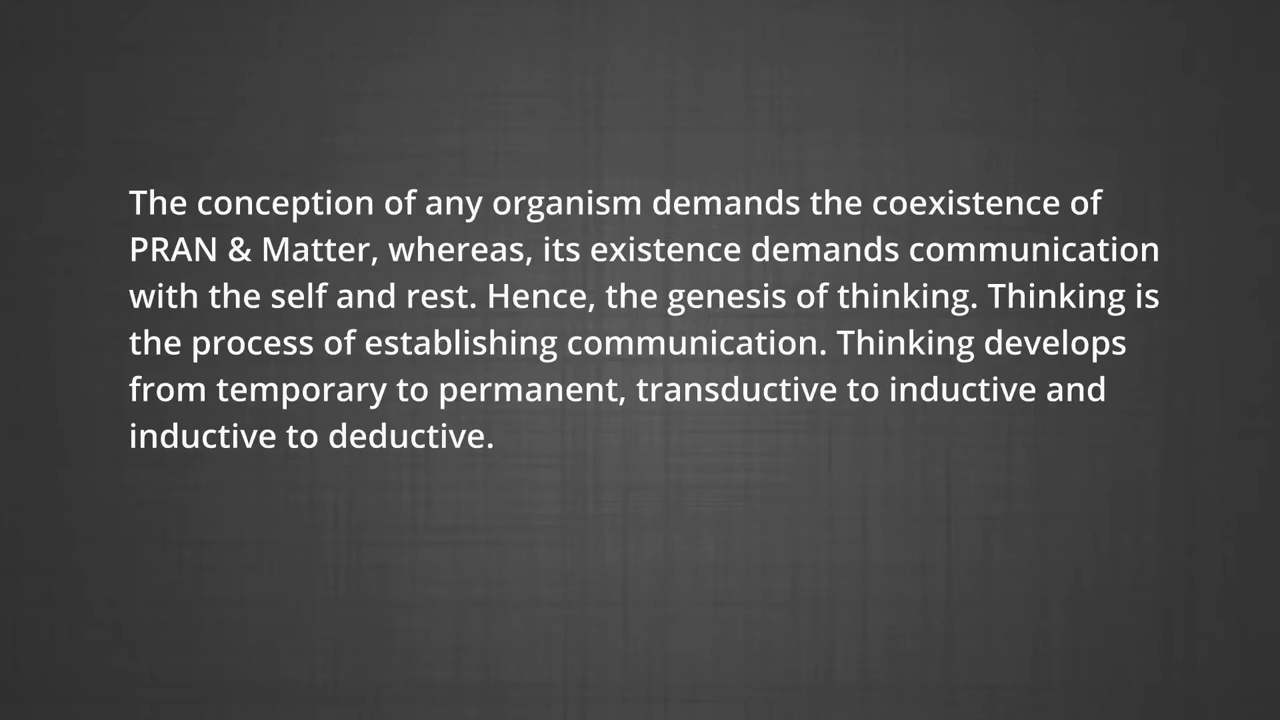 The conception of any organism demands the coexistence of
PRAN & Matter, whereas, its existence demands communication
with the self and rest. Hence, the genesis of thinking. Thinking is
the process of establishing communication. Thinking develops
from temporary to permanent, transductive to inductive and
inductive to deductive.